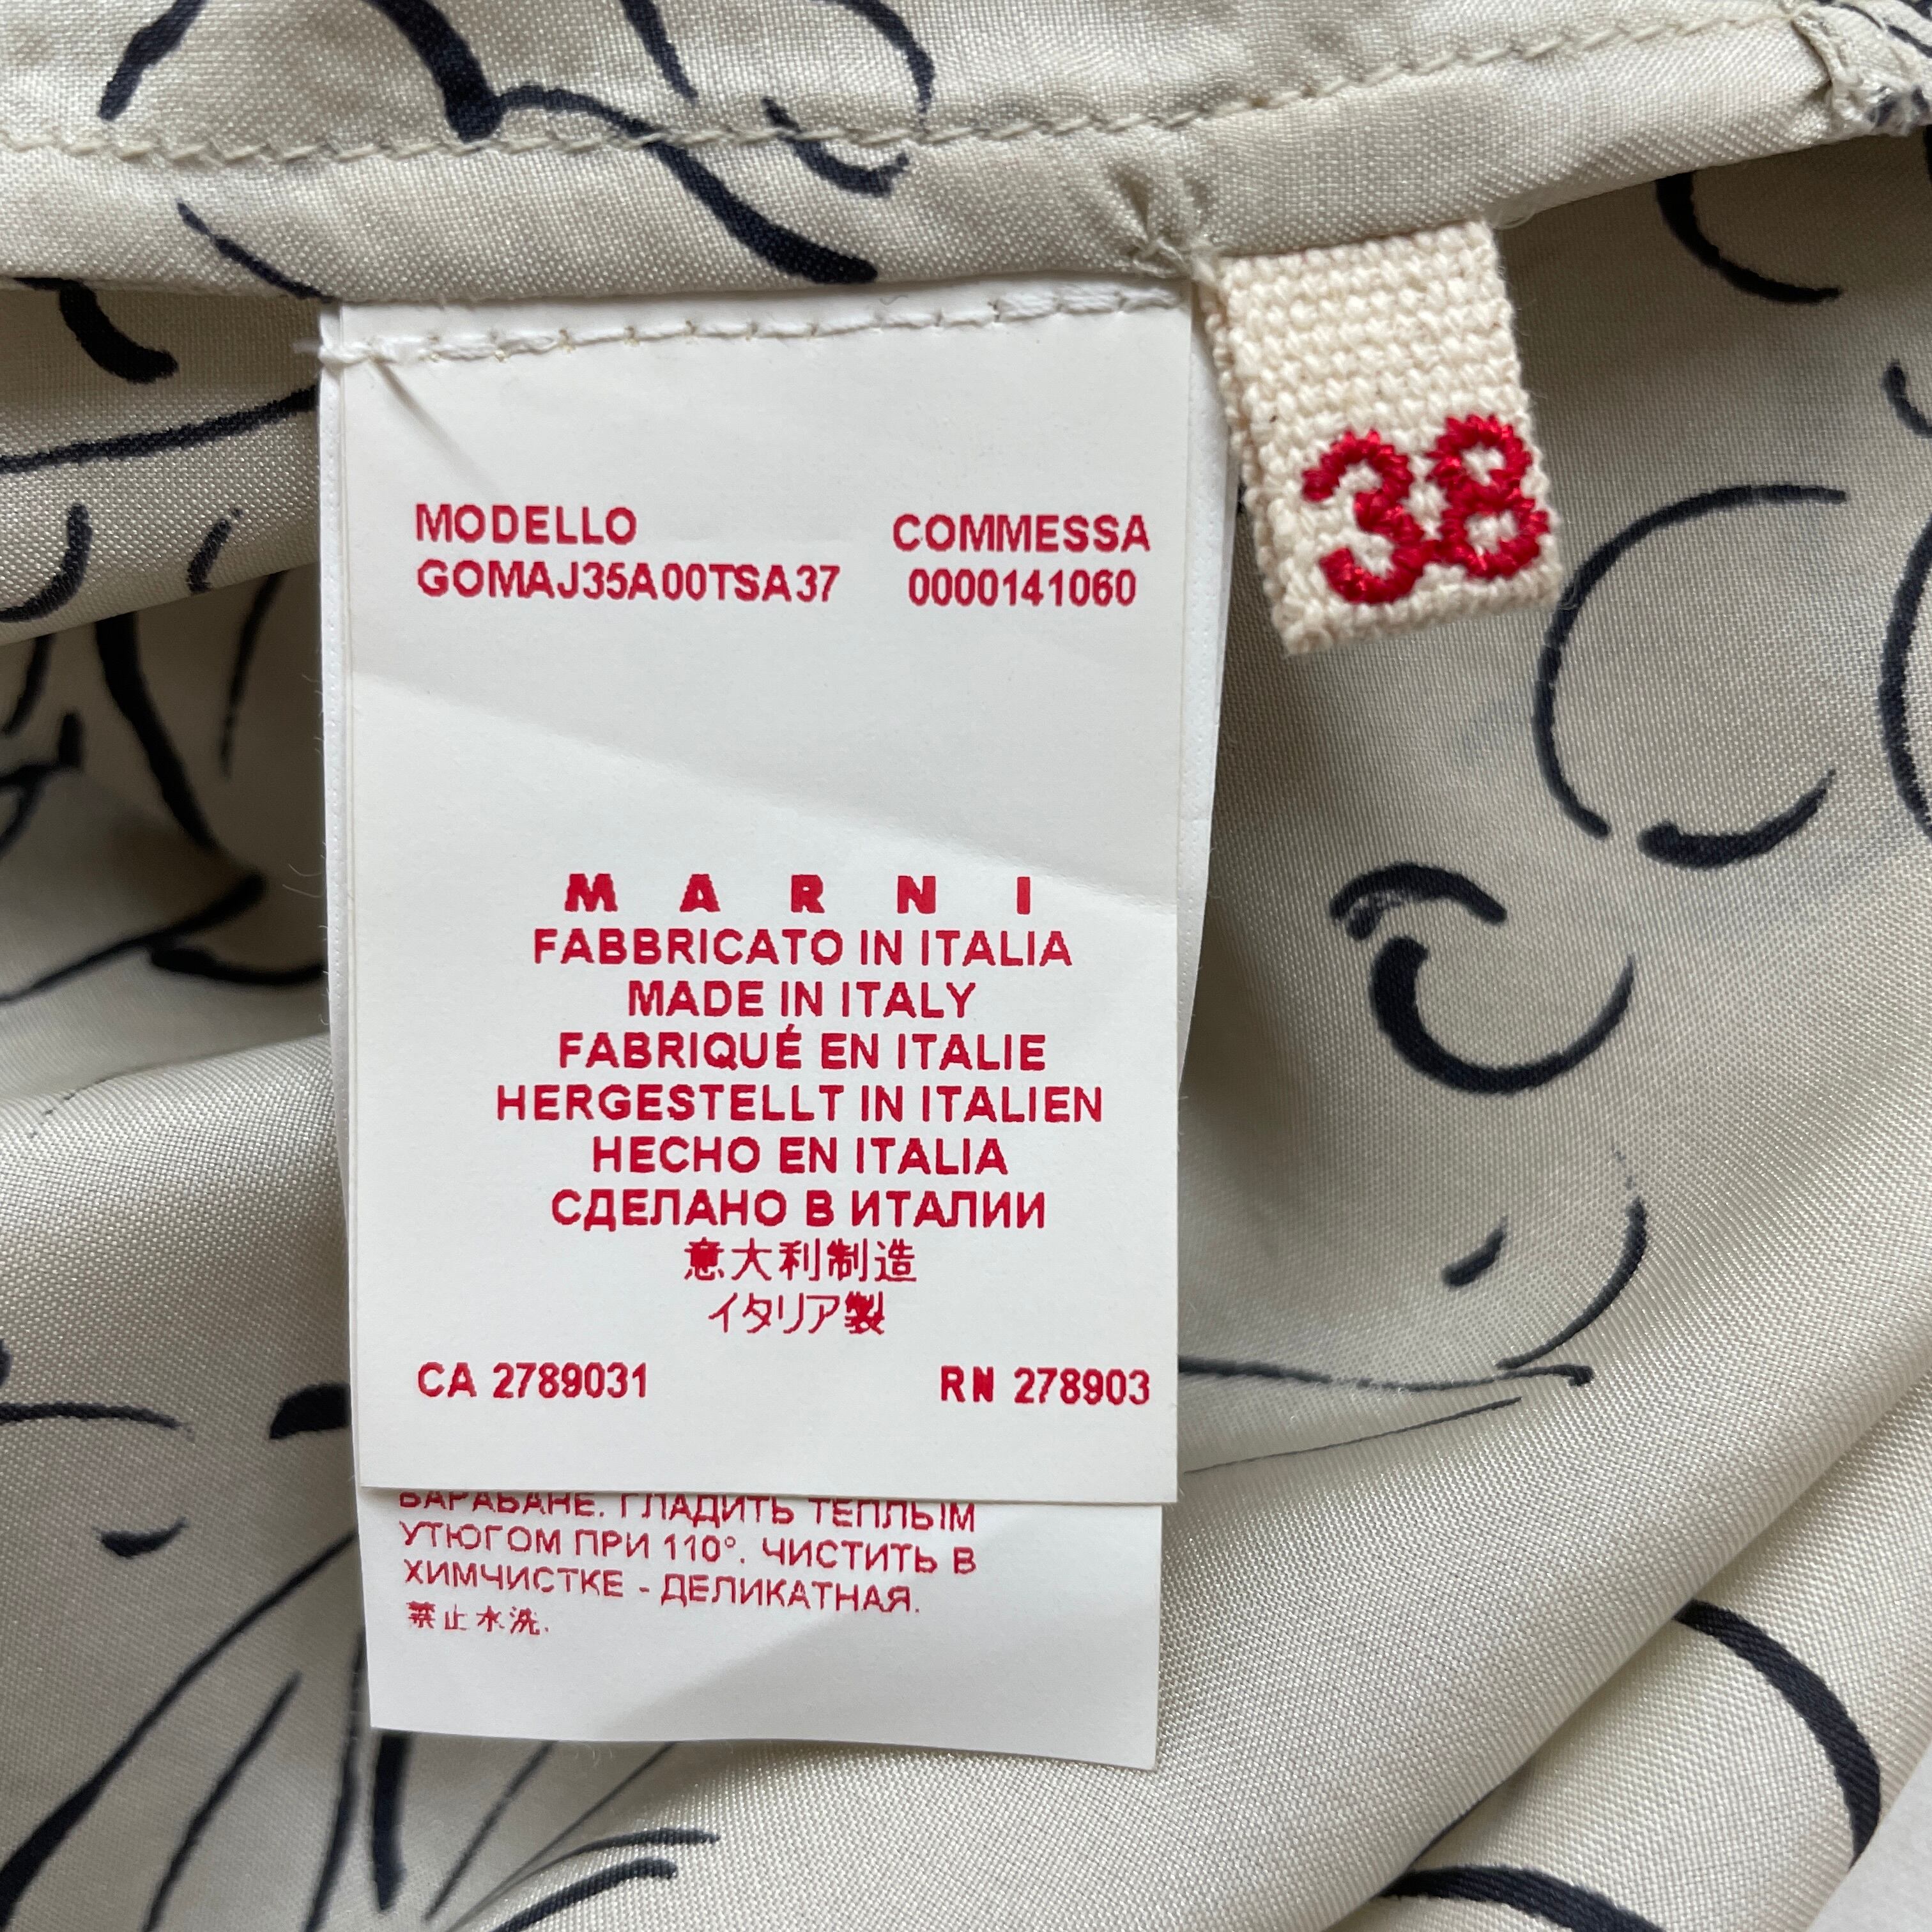 MODELLO COMMESSA
GOMAJ35A00TSA37 0000141060
38
MARNI
FABBRICATO IN ITALIA
MADE IN ITALY
FABRIQUÉ EN ITALIE
HERGESTELLT IN ITALIEN
HECHO EN ITALIA
СДЕЛАНО В ИТАЛИИ
意大利制造
イタリア製
CA 2789031 RN 278903
БАРАБАНЕ. ГЛАДИТЬ ТЕПЛЫМ
УТЮГОМ ПРИ 110°. ЧИСТИТЬ В
ХИМЧИСТКЕ - ДЕЛИКАТНАЯ.
禁止水洗.